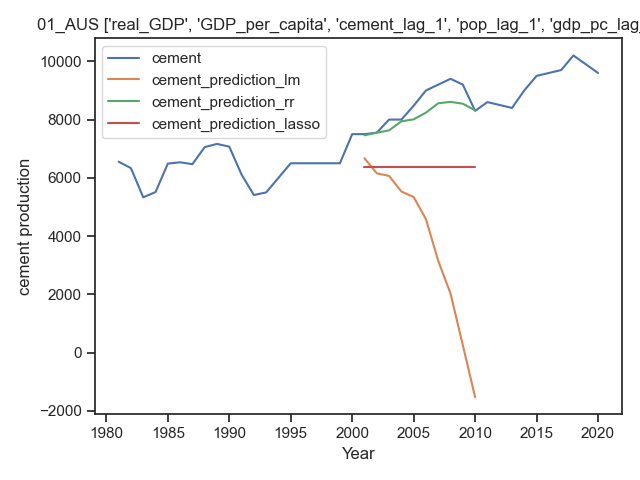 01_AUS ['real_GDP', 'GDP_per_capita', 'cement_lag_1', 'pop_lag_1', 'gdp_pc_lag_
cement
cement_prediction_lm
cement_prediction_rr
cement_prediction_lasso
cement production
10000
8000
6000
4000
2000
0
−2000
1980 1985 1990 1995 2000 2005 2010 2015 2020
Year